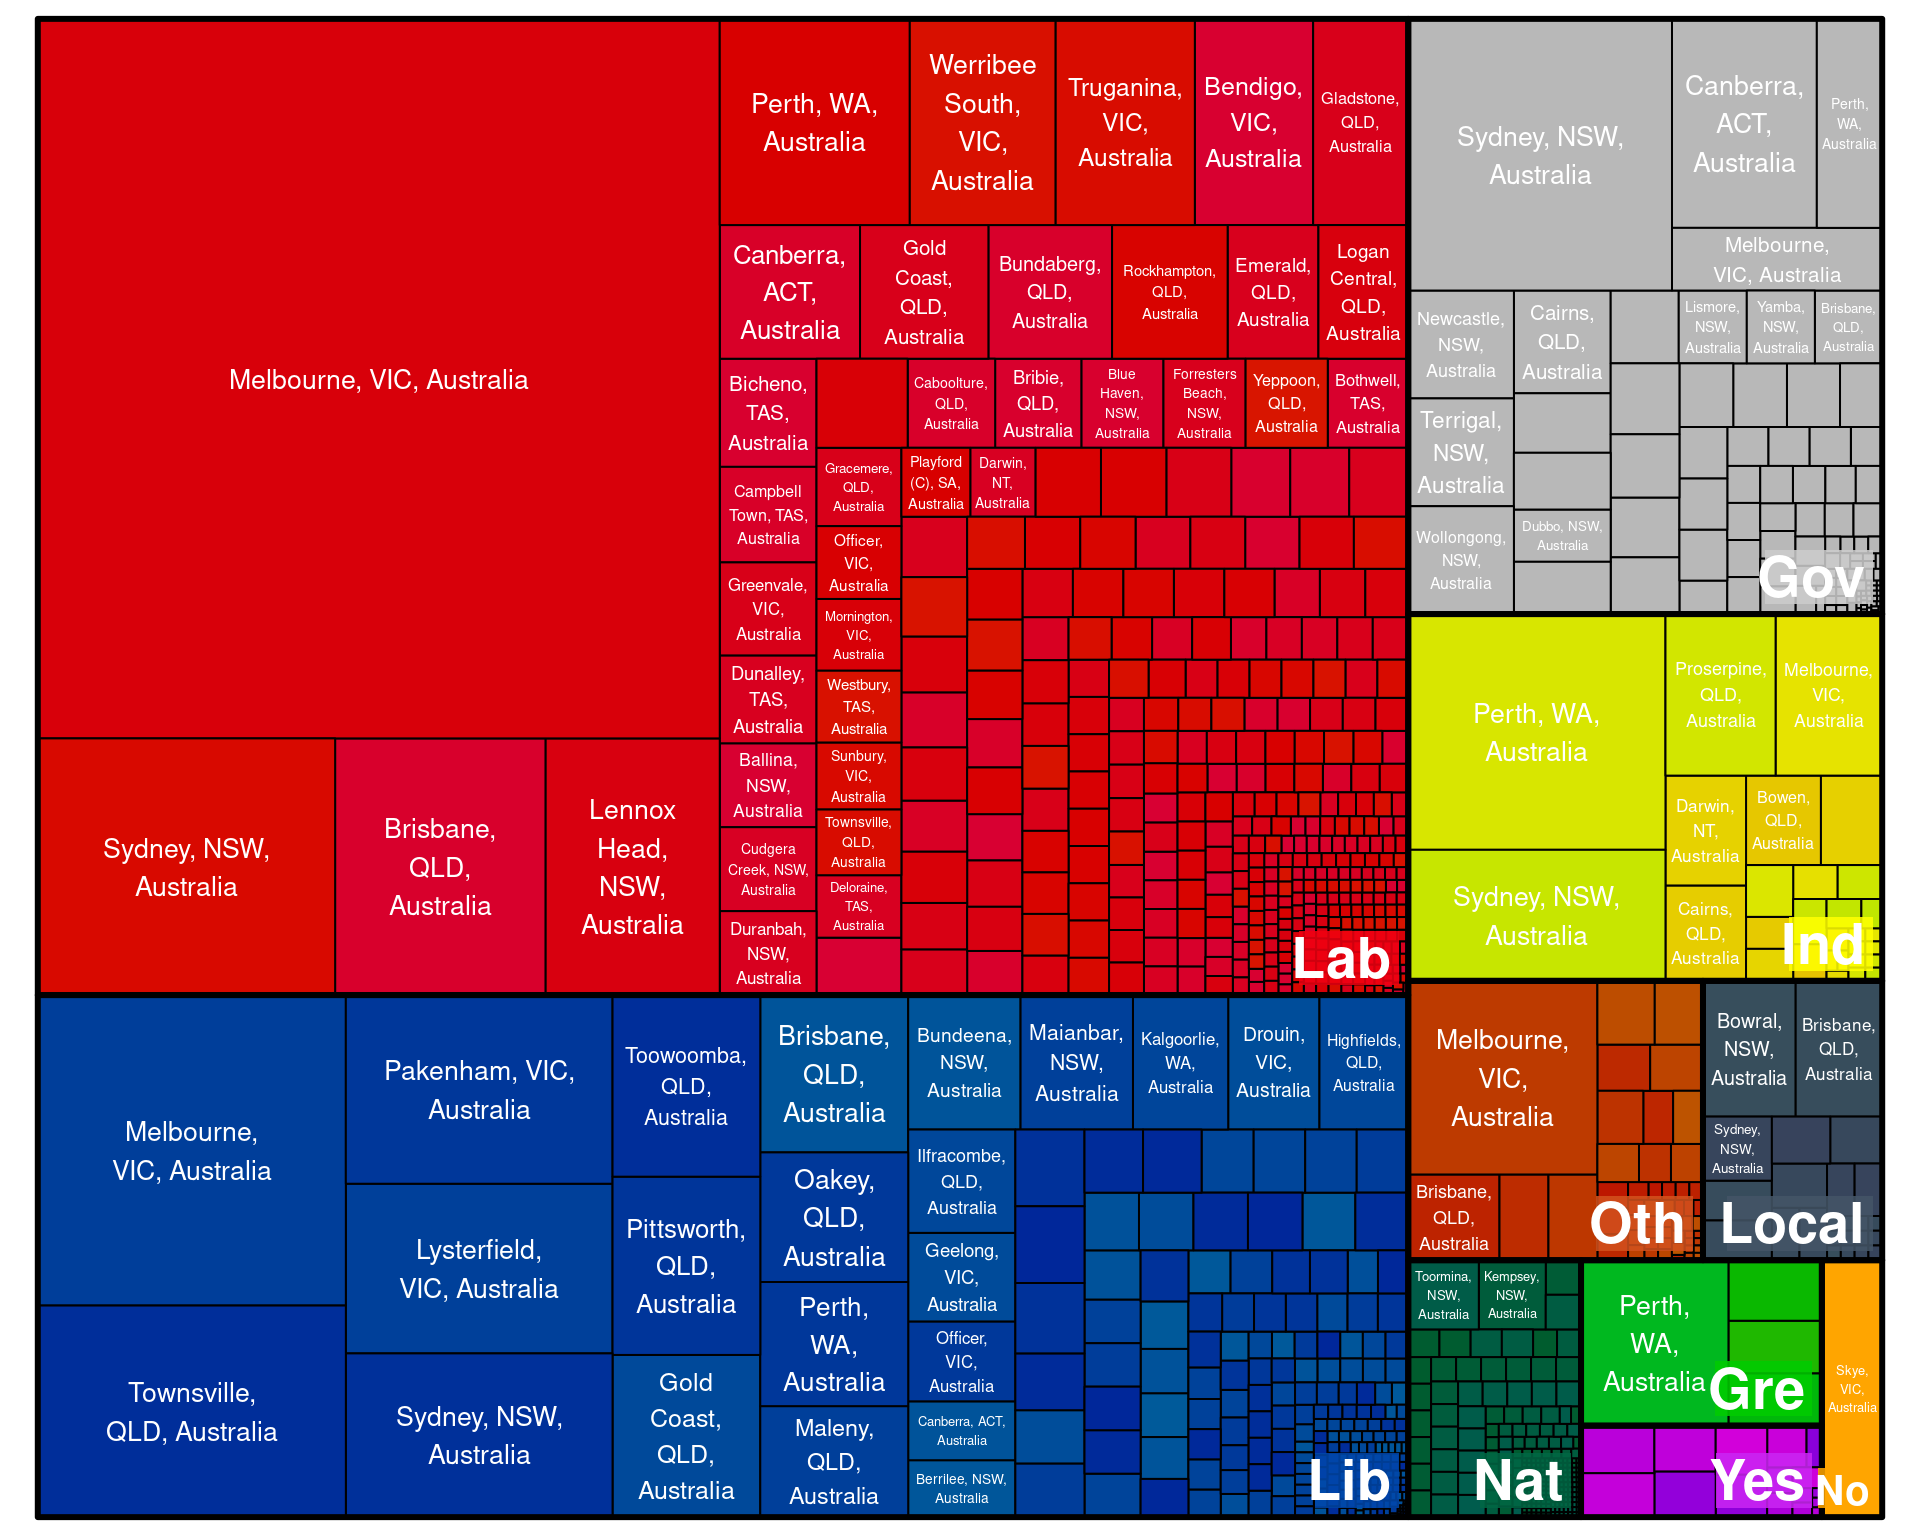 Melbourne, VIC, Australia
Sydney, NSW,
Australia
Brisbane,
QLD,
Australia
Lennox
Head,
NSW,
Australia
Perth, WA,
Australia
Werribee
South,
VIC,
Australia
Truganina,
VIC,
Australia
Bendigo,
VIC,
Australia
Gladstone,
QLD,
Australia
Canberra,
ACT,
Australia
Gold
Coast,
QLD,
Australia
Bundaberg,
QLD,
Australia
Rockhampton,
QLD,
Australia
Emerald,
QLD,
Australia
Logan
Central,
QLD,
Australia
Bicheno,
TAS,
Australia
Campbell
Town, TAS,
Australia
Greenvale,
VIC,
Australia
Dunalley,
TAS,
Australia
Ballina,
NSW,
Australia
Cudgera
Creek, NSW,
Australia
Duranbah,
NSW,
Australia
Gracemere,
QLD,
Australia
Officer,
VIC,
Australia
Mornington,
VIC,
Australia
Westbury,
TAS,
Australia
Sunbury,
VIC,
Australia
Townsville,
QLD,
Australia
Deloraine,
TAS,
Australia
Caboolture,
QLD,
Australia
Bribie,
QLD,
Australia
Blue
Haven,
NSW,
Australia
Forresters
Beach,
NSW,
Australia
Yeppoon,
QLD,
Australia
Bothwell,
TAS,
Australia
Playford
(C), SA,
Australia
Darwin,
NT,
Australia
Lab
Sydney, NSW,
Australia
Canberra,
ACT,
Australia
Perth,
WA,
Australia
Melbourne,
VIC, Australia
Newcastle,
NSW,
Australia
Terrigal,
NSW,
Australia
Wollongong,
NSW,
Australia
Cairns,
QLD,
Australia
Dubbo, NSW,
Australia
Lismore,
NSW,
Australia
Yamba,
NSW,
Australia
Brisbane,
QLD,
Australia
Gov
Perth, WA,
Australia
Sydney, NSW,
Australia
Proserpine,
QLD,
Australia
Melbourne,
VIC,
Australia
Darwin,
NT,
Australia
Bowen,
QLD,
Australia
Cairns,
QLD,
Australia
Ind
Melbourne,
VIC, Australia
Townsville,
QLD, Australia
Pakenham, VIC,
Australia
Lysterfield,
VIC, Australia
Sydney, NSW,
Australia
Toowoomba,
QLD,
Australia
Pittsworth,
QLD,
Australia
Gold
Coast,
QLD,
Australia
Brisbane,
QLD,
Australia
Oakey,
QLD,
Australia
Perth,
WA,
Australia
Maleny,
QLD,
Australia
Bundeena,
NSW,
Australia
Maianbar,
NSW,
Australia
Kalgoorlie,
WA,
Australia
Drouin,
VIC,
Australia
Highfields,
QLD,
Australia
Ilfracombe,
QLD,
Australia
Geelong,
VIC,
Australia
Officer,
VIC,
Australia
Canberra, ACT,
Australia
Berrilee, NSW,
Australia
Lib
Melbourne,
VIC,
Australia
Brisbane,
QLD,
Australia
Oth
Bowral,
NSW,
Australia
Brisbane,
QLD,
Australia
Sydney,
NSW,
Australia
Local
Toormina,
NSW,
Australia
Kempsey,
NSW,
Australia
Nat
Perth,
WA,
Australia
Gre
Yes
Skye,
VIC,
Australia
No